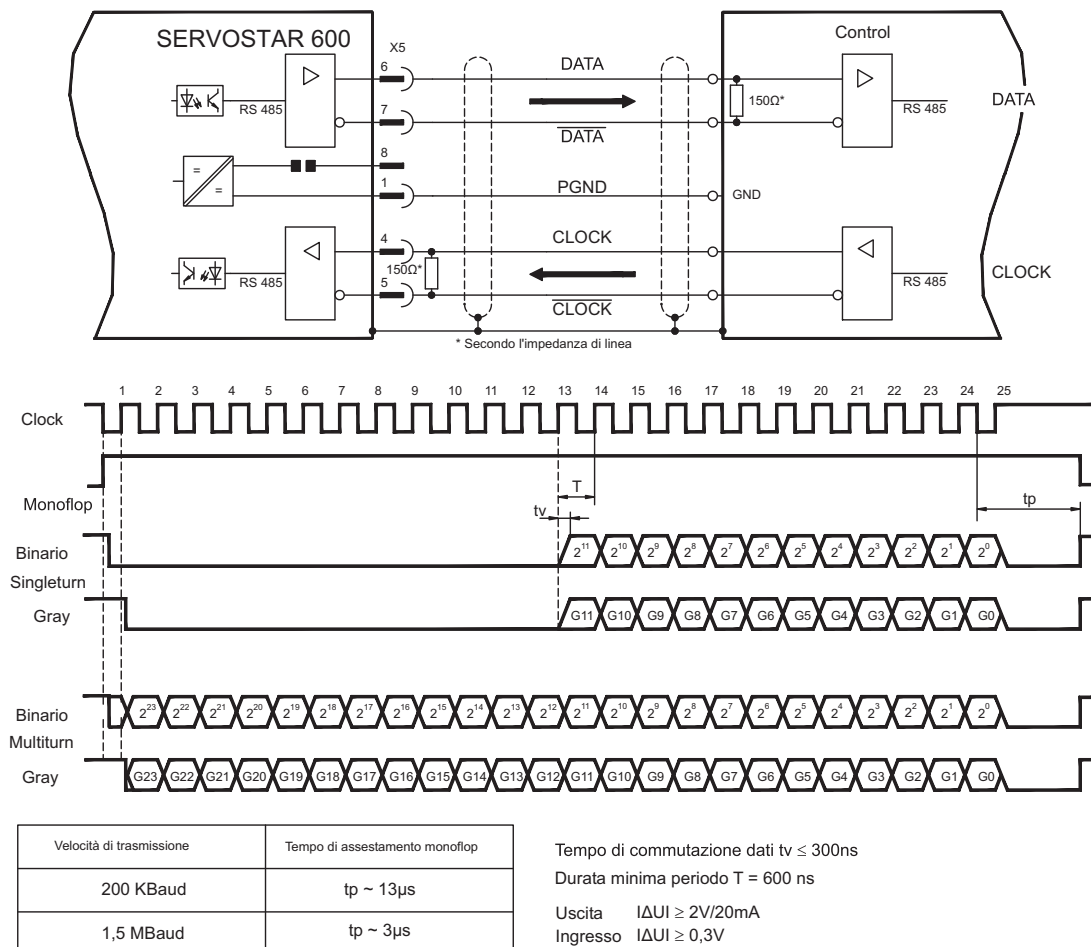 SERVOSTAR 600
X5
Control
6
DATA
RS 485
150Ω*
RS 485
DATA
7
DATA
8
=
=
1
PGND
GND
4
CLOCK
RS 485
150Ω*
RS 485
CLOCK
5
CLOCK
* Secondo l'impedanza di linea
1 2 3 4 5 6 7 8 9 10 11 12 13 14 15 16 17 18 19 20 21 22 23 24 25
Clock
T
tp
Monoflop
tv
Binario
2¹¹ 2¹⁰ 2⁹ 2⁸ 2⁷ 2⁶ 2⁵ 2⁴ 2³ 2² 2¹ 2⁰
Singleturn
Gray
G11 G10 G9 G8 G7 G6 G5 G4 G3 G2 G1 G0
Binario
2²³ 2²² 2²¹ 2²⁰ 2¹⁹ 2¹⁸ 2¹⁷ 2¹⁶ 2¹⁵ 2¹⁴ 2¹³ 2¹² 2¹¹ 2¹⁰ 2⁹ 2⁸ 2⁷ 2⁶ 2⁵ 2⁴ 2³ 2² 2¹ 2⁰
Multiturn
Gray
G23 G22 G21 G20 G19 G18 G17 G16 G15 G14 G13 G12 G11 G10 G9 G8 G7 G6 G5 G4 G3 G2 G1 G0
Velocità di trasmissione
Tempo di assestamento monoflop
200 KBaud
tp ~ 13µs
1,5 MBaud
tp ~ 3µs
Tempo di commutazione dati tv ≤ 300ns
Durata minima periodo T = 600 ns
Uscita IΔUI ≥ 2V/20mA
Ingresso IΔUI ≥ 0,3V